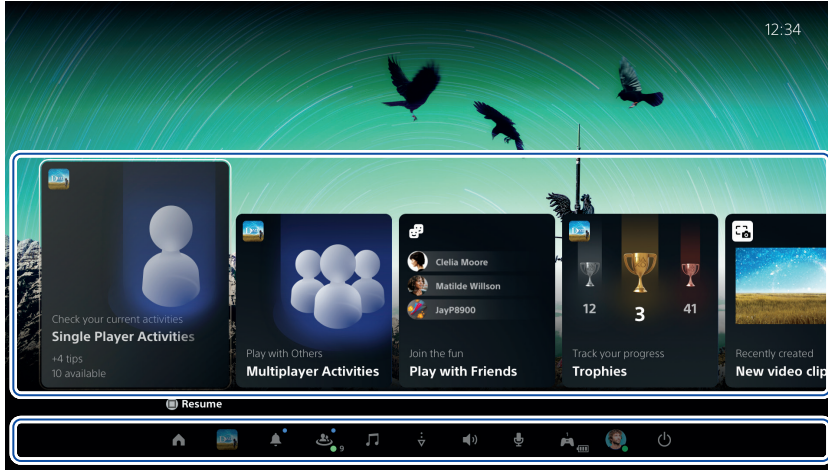 12:34
Check your current activities
Single Player Activities
+4 tips
10 available
Play with Others
Multiplayer Activities
Clelia Moore
Matilde Willson
JayP8900
Join the fun
Play with Friends
12
3
41
Track your progress
Trophies
Recently created
New video clip
Resume
9